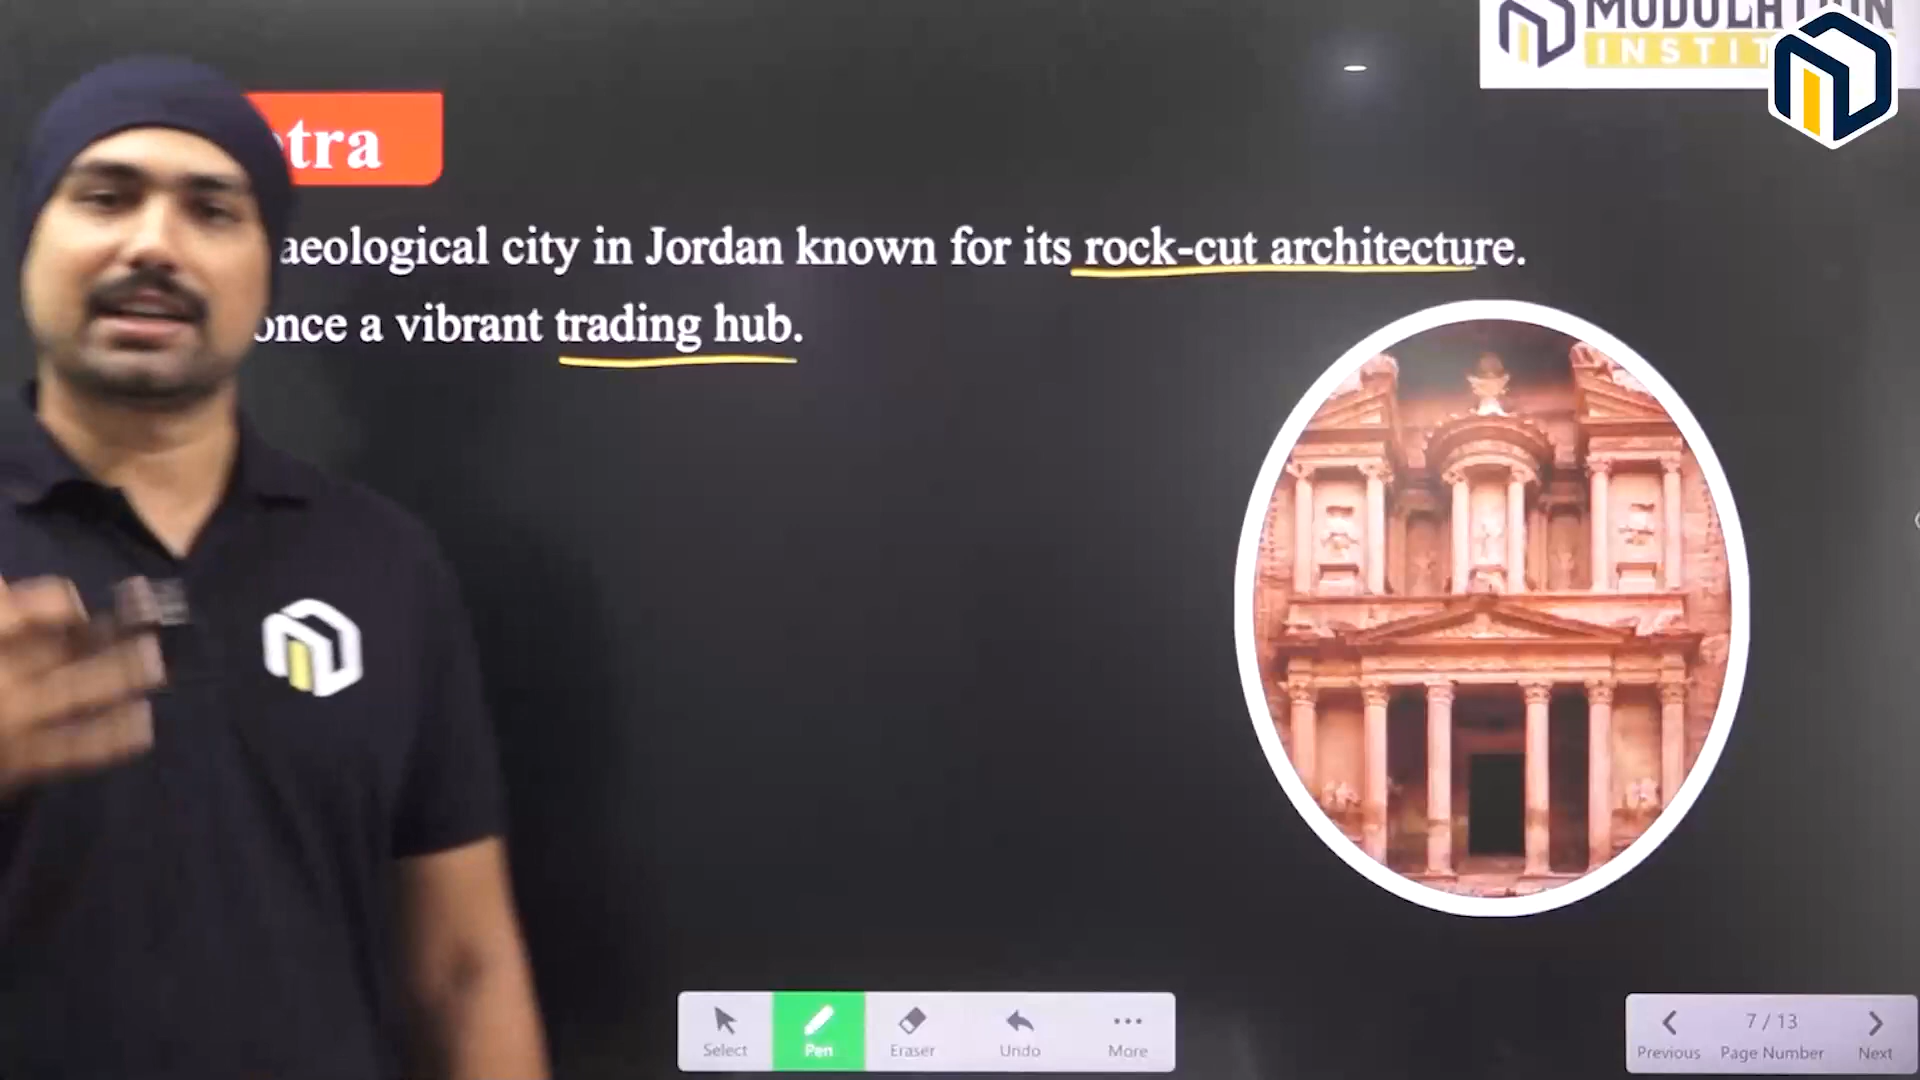 MODULATION
INSTIT
tra
aeological city in Jordan known for its rock-cut architecture.
once a vibrant trading hub.
Select
Pen
Eraser
Undo
More
7 / 13
Previous
Page Number
Next